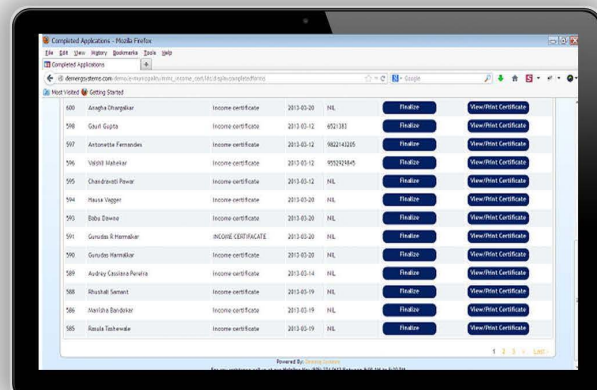 Completed Applications - Mozilla Firefox
File Edit View History Bookmarks Tools Help
Completed Applications +
Google
Most Visited Getting Started
600 Anagha Dhargalkar Income certificate 2013-03-20 NIL Finalize View/Print Certificate
598 Gauri Gupta Income certificate 2013-03-12 6521383 Finalize View/Print Certificate
597 Antonetta Fernandes Income certificate 2013-03-12 9822143205 Finalize View/Print Certificate
596 Vaishli Mahekar Income certificate 2013-03-12 9552929845 Finalize View/Print Certificate
595 Chandravati Pawar Income certificate 2013-03-12 NIL Finalize View/Print Certificate
594 Hausa Vagger Income certificate 2013-03-20 NIL Finalize View/Print Certificate
593 Babu Dawne Income certificate 2013-03-20 NIL Finalize View/Print Certificate
591 Gurudas R Harmalkar INCOME CERTIFACATE 2013-03-20 NIL Finalize View/Print Certificate
590 Gurudas Harmalkar Income certificate 2013-03-20 NIL Finalize View/Print Certificate
589 Audrey Cassiana Pereira Income certificate 2013-03-14 NIL Finalize View/Print Certificate
588 Khushali Samant Income certificate 2013-03-19 NIL Finalize View/Print Certificate
586 Manisha Bandekar Income certificate 2013-03-19 NIL Finalize View/Print Certificate
585 Rasula Tashewale Income certificate 2013-03-19 NIL Finalize View/Print Certificate
1 2 3 > Last
Powered By: